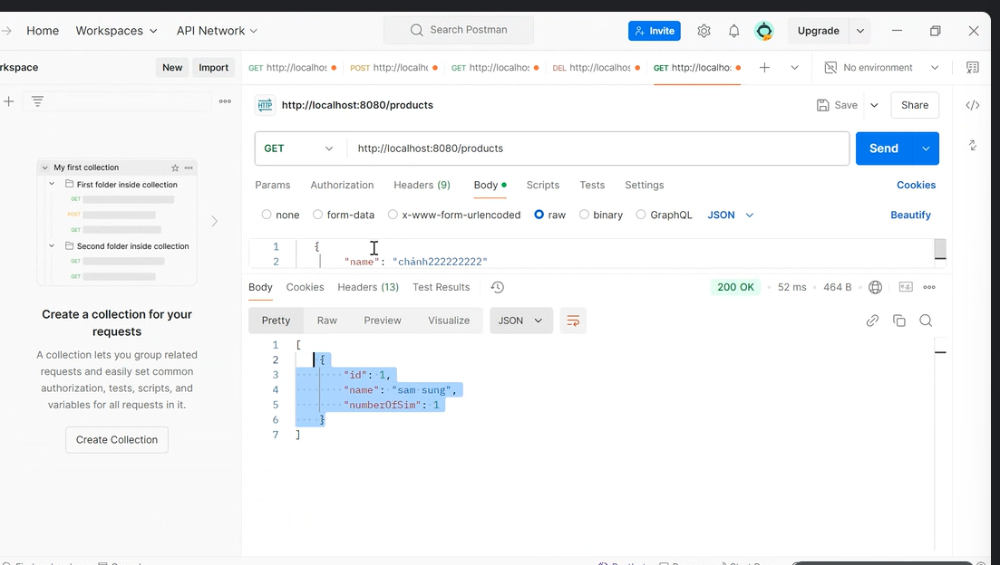 Home Workspaces API Network Search Postman Invite Upgrade
rkspace New Import GET http://localhos POST http://localh GET http://localhos DEL http://localhos GET http://localho: No environment
HTTP http://localhost:8080/products Save Share
GET http://localhost:8080/products Send
Params Authorization Headers (9) Body Scripts Tests Settings Cookies
none form-data x-www-form-urlencoded raw binary GraphQL JSON Beautify
1 {
2 "name": "chánh222222222"
My first collection
First folder inside collection
GET
POST
GET
Second folder inside collection
GET
GET
Create a collection for your
requests
A collection lets you group related
requests and easily set common
authorization, tests, scripts, and
variables for all requests in it.
Create Collection
Body Cookies Headers (13) Test Results 200 OK 52 ms 464 B e.g.
Pretty Raw Preview Visualize JSON
1 [
2 {
3 "id": 1,
4 "name": "sam sung",
5 "numberOfSim": 1
6 }
7 ]